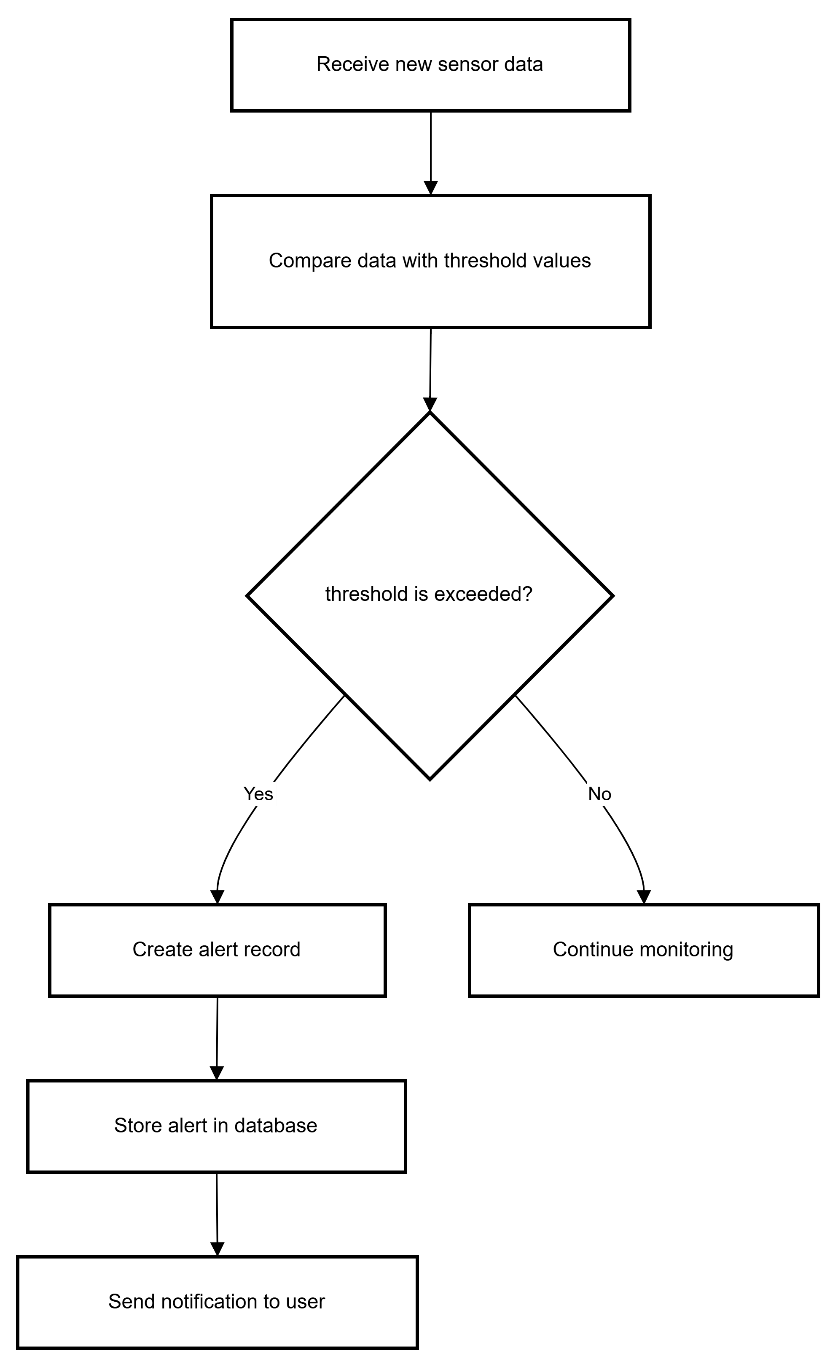 Receive new sensor data
Compare data with threshold values
threshold is exceeded?
Yes
No
Create alert record
Continue monitoring
Store alert in database
Send notification to user